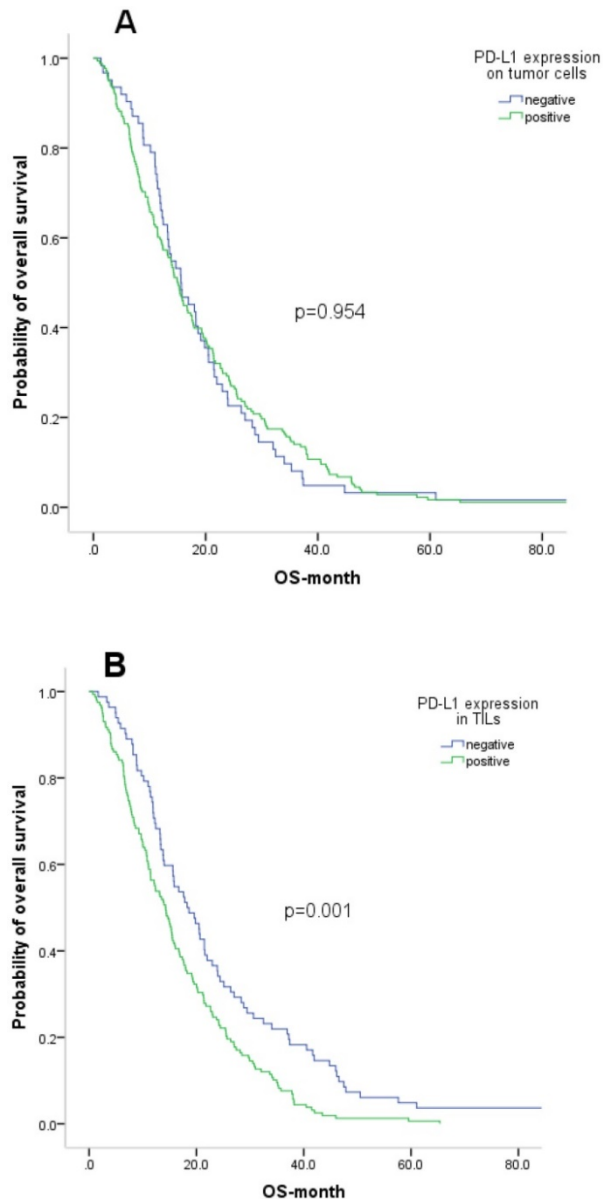 A
PD-L1 expression
on tumor cells
negative
positive
Probability of overall survival
1.0
0.8
0.6
0.4
0.2
0.0
p=0.954
.0 20.0 40.0 60.0 80.0
OS-month
B
PD-L1 expression
in TILs
negative
positive
Probability of overall survival
1.0
0.8
0.6
0.4
0.2
0.0
p=0.001
.0 20.0 40.0 60.0 80.0
OS-month